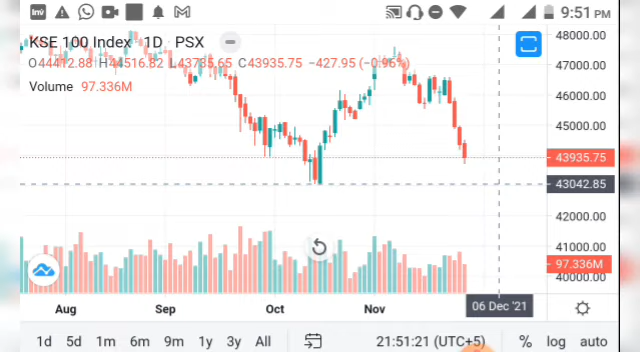 9:51 PM
KSE 100 Index · 1D · PSX
O44412.88 H44516.82 L43785.65 C43935.75 −427.95 (−0.96%)
Volume 97.336M
48000.00
47000.00
46000.00
45000.00
43935.75
43042.85
42000.00
41000.00
97.336M
40000.00
Aug Sep Oct Nov 06 Dec '21
1d 5d 1m 6m 9m 1y 3y All 21:51:21 (UTC+5) % log auto